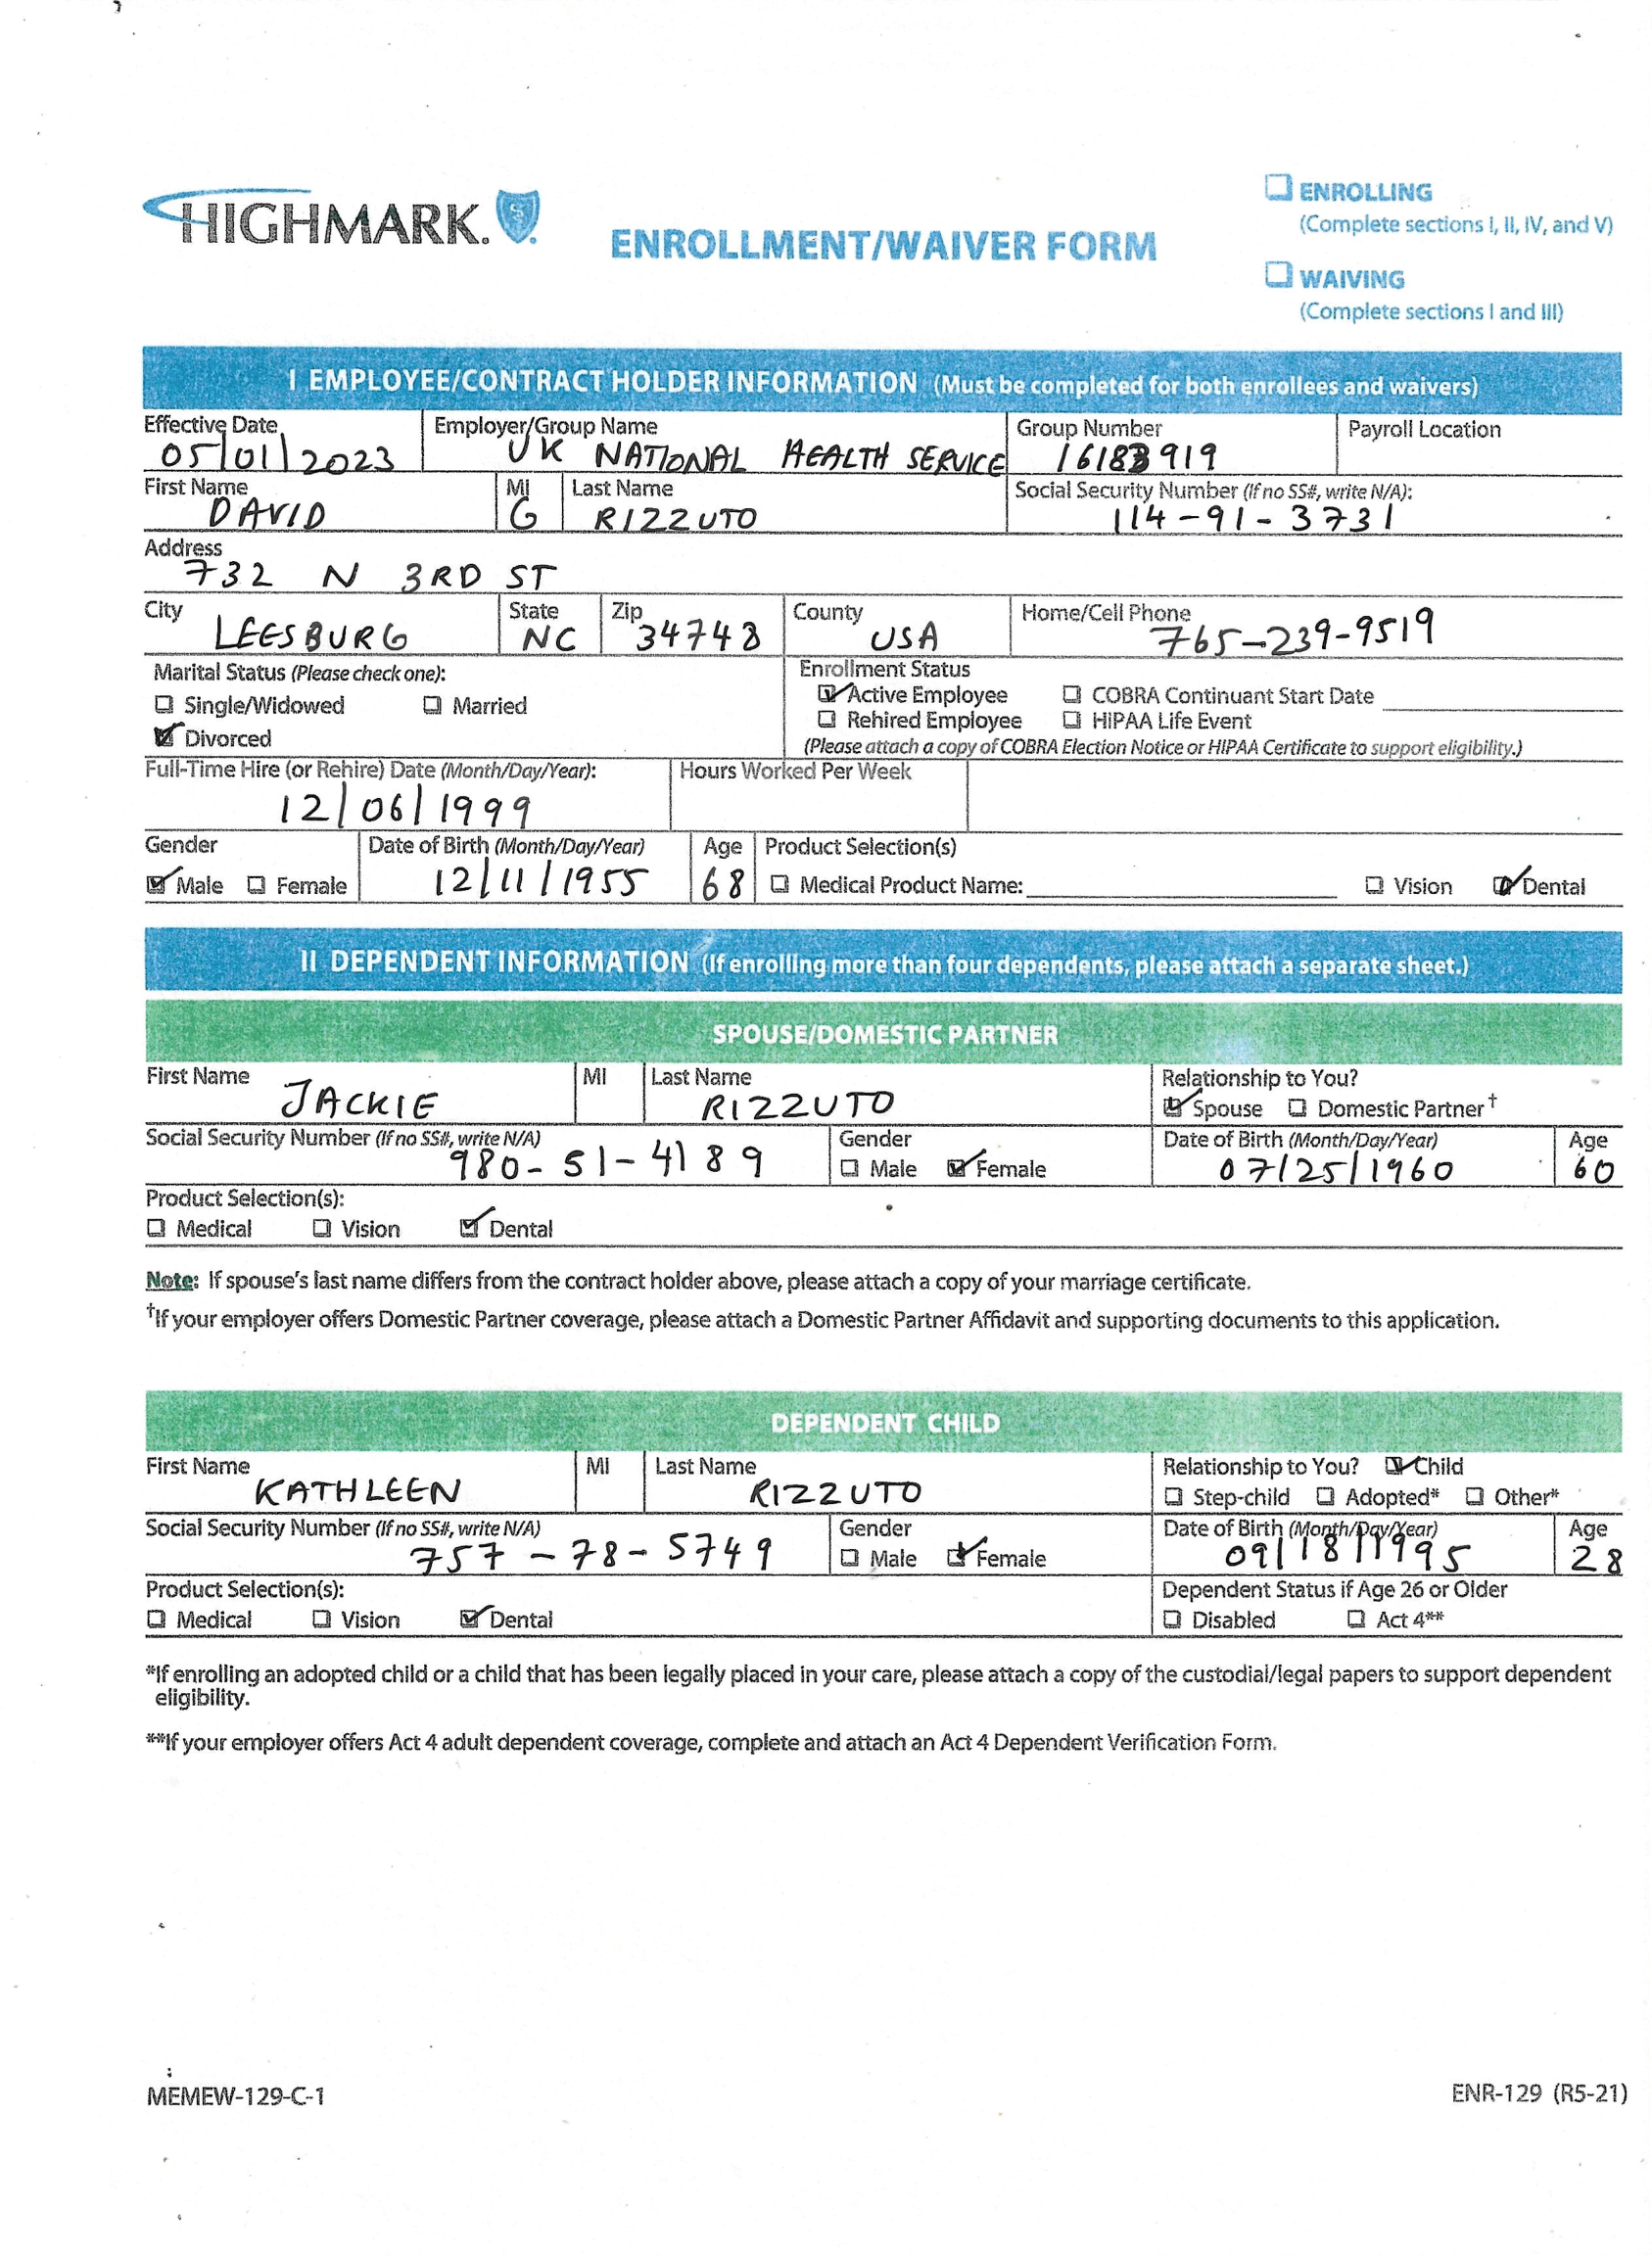 HIGHMARK.
ENROLLMENT/WAIVER FORM
☐ ENROLLING
(Complete sections I, II, IV, and V)
☐ WAIVING
(Complete sections I and III)
I EMPLOYEE/CONTRACT HOLDER INFORMATION (Must be completed for both enrollees and waivers)
Effective Date Employer/Group Name Group Number Payroll Location
05/01/2023 UK NATIONAL HEALTH SERVICE 16183919
First Name MI Last Name Social Security Number (If no SS#, write N/A):
DAVID G RIZZUTO 114-91-3731
Address
732 N 3RD ST
City State Zip County Home/Cell Phone
LEESBURG NC 34748 USA 765-239-9519
Marital Status (Please check one): Enrollment Status
☐ Single/Widowed ☐ Married ☑ Active Employee ☐ COBRA Continuant Start Date
☑ Divorced ☐ Rehired Employee ☐ HIPAA Life Event
(Please attach a copy of COBRA Election Notice or HIPAA Certificate to support eligibility.)
Full-Time Hire (or Rehire) Date (Month/Day/Year): Hours Worked Per Week
12/06/1999
Gender Date of Birth (Month/Day/Year) Age Product Selection(s)
☑ Male ☐ Female 12/11/1955 68 ☐ Medical Product Name: ☐ Vision ☑ Dental
II DEPENDENT INFORMATION (If enrolling more than four dependents, please attach a separate sheet.)
SPOUSE/DOMESTIC PARTNER
First Name MI Last Name Relationship to You?
JACKIE RIZZUTO ☑ Spouse ☐ Domestic Partner†
Social Security Number (If no SS#, write N/A) Gender Date of Birth (Month/Day/Year) Age
980-51-4189 ☐ Male ☑ Female 07/25/1960 60
Product Selection(s):
☐ Medical ☐ Vision ☑ Dental
Note: If spouse's last name differs from the contract holder above, please attach a copy of your marriage certificate.
†If your employer offers Domestic Partner coverage, please attach a Domestic Partner Affidavit and supporting documents to this application.
DEPENDENT CHILD
First Name MI Last Name Relationship to You? ☑ Child
KATHLEEN RIZZUTO ☐ Step-child ☐ Adopted* ☐ Other*
Social Security Number (If no SS#, write N/A) Gender Date of Birth (Month/Day/Year) Age
757-78-5749 ☐ Male ☑ Female 09/18/1995 28
Product Selection(s): Dependent Status if Age 26 or Older
☐ Medical ☐ Vision ☑ Dental ☐ Disabled ☐ Act 4**
*If enrolling an adopted child or a child that has been legally placed in your care, please attach a copy of the custodial/legal papers to support dependent
eligibility.
**If your employer offers Act 4 adult dependent coverage, complete and attach an Act 4 Dependent Verification Form.
MEMEW-129-C-1 ENR-129 (R5-21)